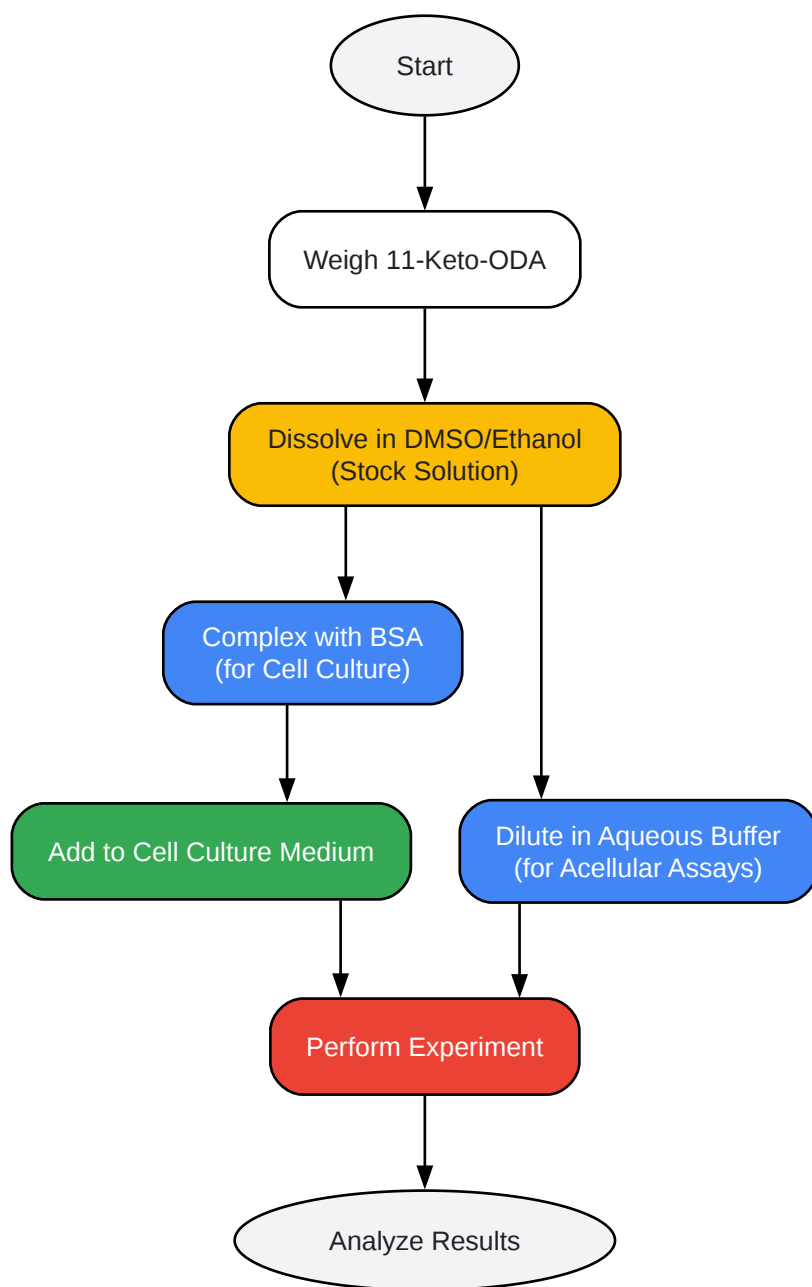 Start
Weigh 11-Keto-ODA
Dissolve in DMSO/Ethanol
(Stock Solution)
Complex with BSA
(for Cell Culture)
Add to Cell Culture Medium
Dilute in Aqueous Buffer
(for Acellular Assays)
Perform Experiment
Analyze Results